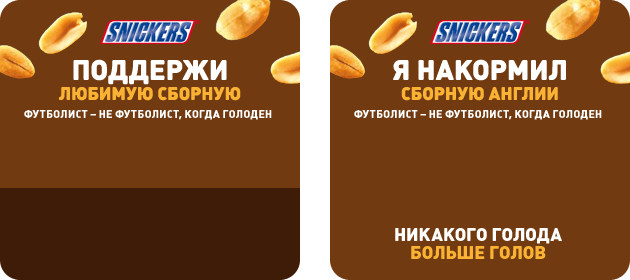 SNICKERS
ПОДДЕРЖИ
ЛЮБИМУЮ СБОРНУЮ
ФУТБОЛИСТ – НЕ ФУТБОЛИСТ, КОГДА ГОЛОДЕН
SNICKERS
Я НАКОРМИЛ
СБОРНУЮ АНГЛИИ
ФУТБОЛИСТ – НЕ ФУТБОЛИСТ, КОГДА ГОЛОДЕН
НИКАКОГО ГОЛОДА
БОЛЬШЕ ГОЛОВ